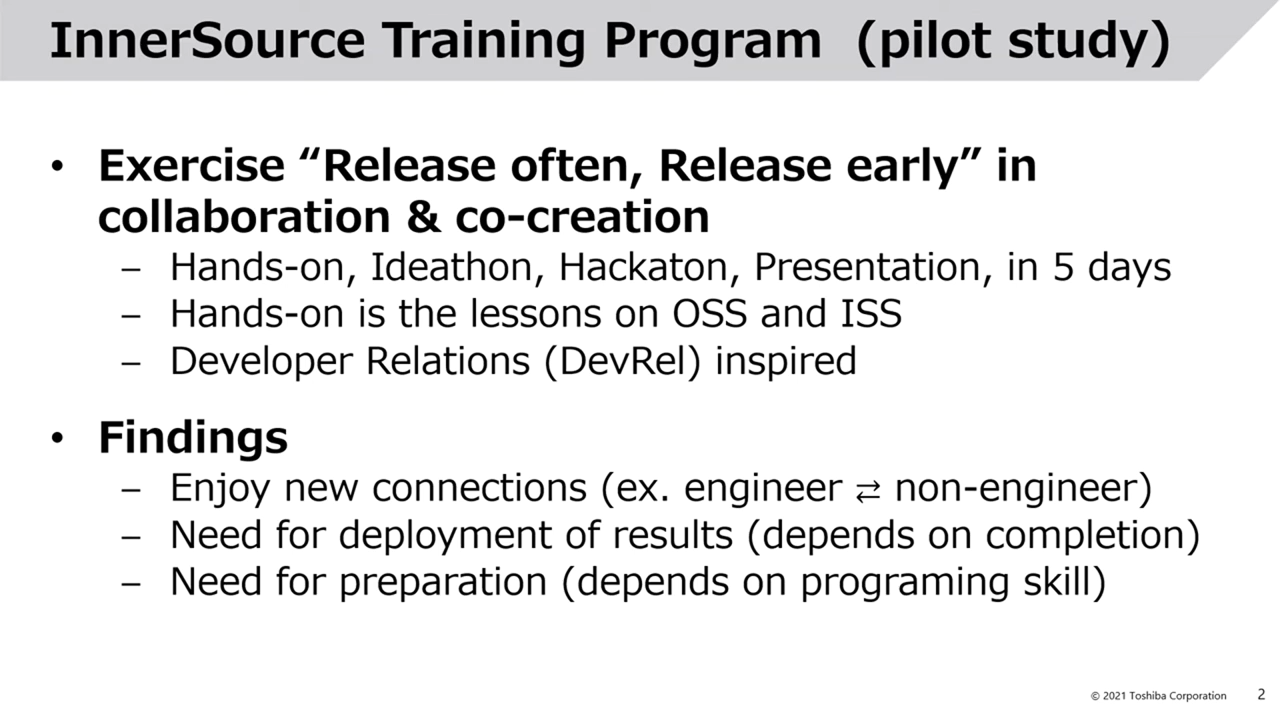 InnerSource Training Program (pilot study)
• Exercise “Release often, Release early” in
collaboration & co-creation
– Hands-on, Ideathon, Hackaton, Presentation, in 5 days
– Hands-on is the lessons on OSS and ISS
– Developer Relations (DevRel) inspired
• Findings
– Enjoy new connections (ex. engineer ⇄ non-engineer)
– Need for deployment of results (depends on completion)
– Need for preparation (depends on programing skill)
© 2021 Toshiba Corporation 2